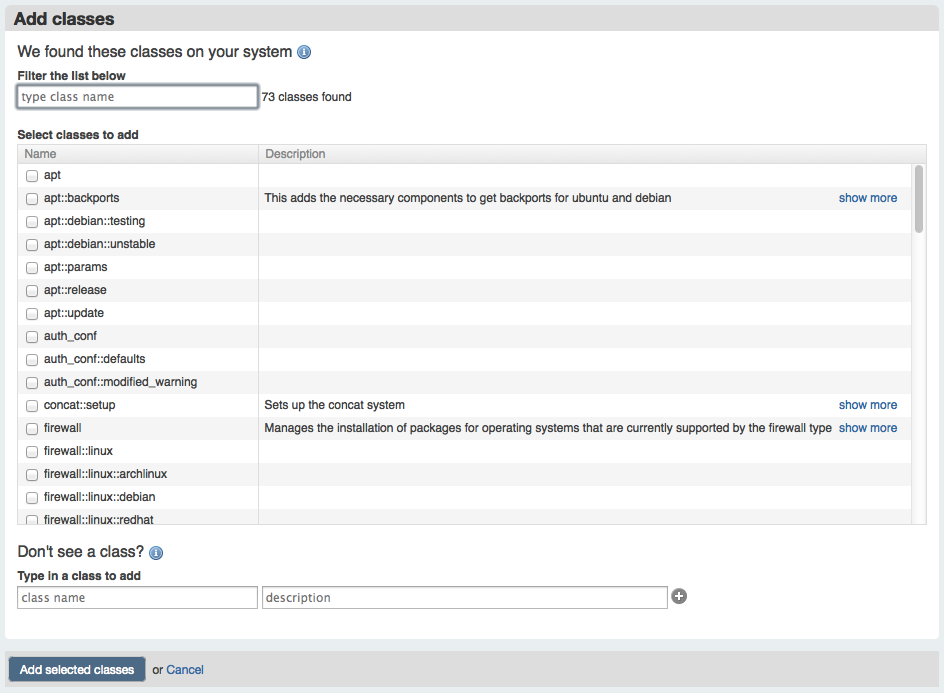 Add classes
We found these classes on your system
Filter the list below
type class name 73 classes found
Select classes to add
Name Description
apt
apt::backports This adds the necessary components to get backports for ubuntu and debian show more
apt::debian::testing
apt::debian::unstable
apt::params
apt::release
apt::update
auth_conf
auth_conf::defaults
auth_conf::modified_warning
concat::setup Sets up the concat system show more
firewall Manages the installation of packages for operating systems that are currently supported by the firewall type show more
firewall::linux
firewall::linux::archlinux
firewall::linux::debian
firewall::linux::redhat
Don't see a class?
Type in a class to add
class name description
Add selected classes or Cancel